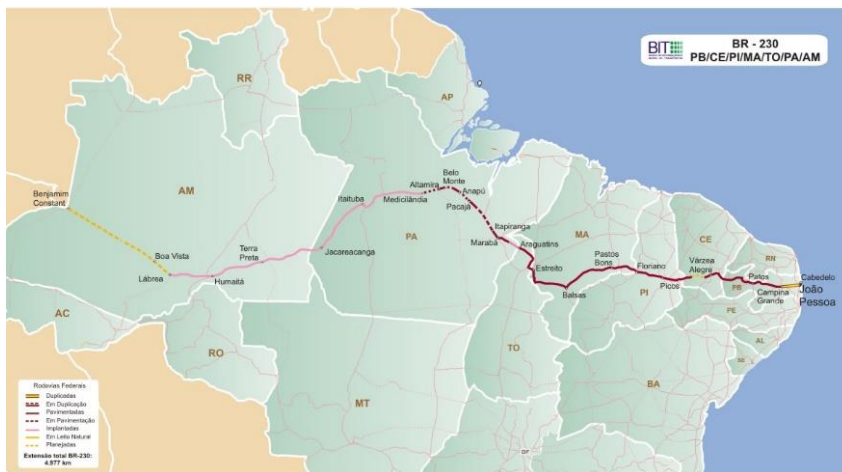 BIT
BR - 230
PB/CE/PI/MA/TO/PA/AM
RR
AP
AM
Benjamim
Constant
Boa Vista
Lábrea
Humaitá
Terra
Preta
Jacareacanga
Itaituba
Medicilândia
Altamira
Belo
Monte
Anapú
Pacajá
PA
Itapiranga
Marabá
Araguatins
Estreito
MA
Balsas
Pastos
Bons
Floriano
PI
Picos
CE
Várzea
Alegre
RN
Patos
PB
Campina
Grande
Cabedelo
João
Pessoa
PE
AL
SE
BA
TO
MT
RO
AC
DF
Rodovias Federais
Duplicadas
Em Duplicação
Pavimentadas
Em Pavimentação
Implantadas
Em Leito Natural
Planejadas
Extensão total BR-230:
4.977 km